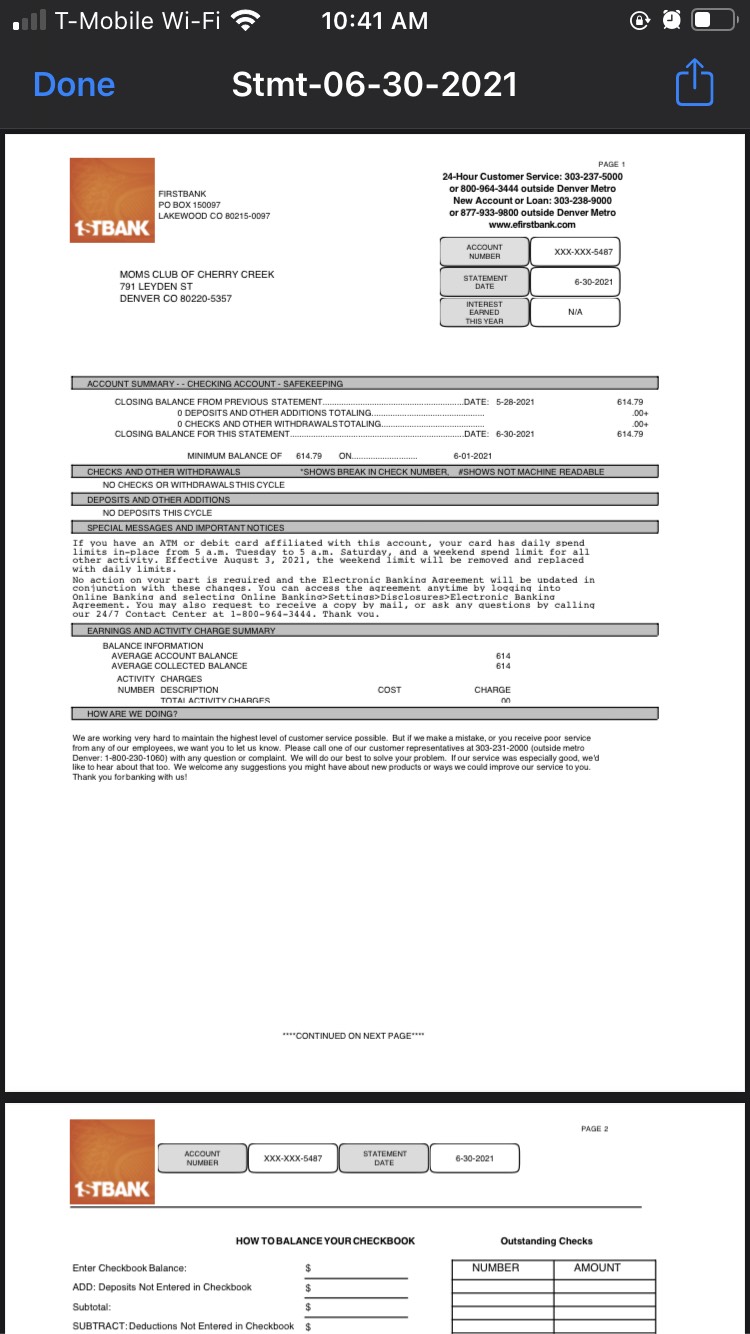 T-Mobile Wi-Fi 10:41 AM
Done Stmt-06-30-2021
PAGE 1
24-Hour Customer Service: 303-237-5000
or 800-964-3444 outside Denver Metro
New Account or Loan: 303-238-9000
or 877-933-9800 outside Denver Metro
www.efirstbank.com
1STBANK
FIRSTBANK
PO BOX 150097
LAKEWOOD CO 80215-0097
ACCOUNT NUMBER XXX-XXX-5487
STATEMENT DATE 6-30-2021
INTEREST EARNED THIS YEAR N/A
MOMS CLUB OF CHERRY CREEK
791 LEYDEN ST
DENVER CO 80220-5357
ACCOUNT SUMMARY - - CHECKING ACCOUNT - SAFEKEEPING
CLOSING BALANCE FROM PREVIOUS STATEMENT.....................................................DATE: 5-28-2021 614.79
0 DEPOSITS AND OTHER ADDITIONS TOTALING.......................................... .00+
0 CHECKS AND OTHER WITHDRAWALS TOTALING...................................... .00+
CLOSING BALANCE FOR THIS STATEMENT.................................................................DATE: 6-30-2021 614.79
MINIMUM BALANCE OF 614.79 ON.......................... 6-01-2021
CHECKS AND OTHER WITHDRAWALS *SHOWS BREAK IN CHECK NUMBER, #SHOWS NOT MACHINE READABLE
NO CHECKS OR WITHDRAWALS THIS CYCLE
DEPOSITS AND OTHER ADDITIONS
NO DEPOSITS THIS CYCLE
SPECIAL MESSAGES AND IMPORTANT NOTICES
If you have an ATM or debit card affiliated with this account, your card has daily spend
limits in-place from 5 a.m. Tuesday to 5 a.m. Saturday, and a weekend spend limit for all
other activity. Effective August 3, 2021, the weekend limit will be removed and replaced
with daily limits.
No action on your part is required and the Electronic Banking Agreement will be updated in
conjunction with these changes. You can access the agreement anytime by logging into
Online Banking and selecting Online Banking>Settings>Disclosures>Electronic Banking
Agreement. You may also request to receive a copy by mail, or ask any questions by calling
our 24/7 Contact Center at 1-800-964-3444. Thank you.
EARNINGS AND ACTIVITY CHARGE SUMMARY
BALANCE INFORMATION
AVERAGE ACCOUNT BALANCE 614
AVERAGE COLLECTED BALANCE 614
ACTIVITY CHARGES
NUMBER DESCRIPTION COST CHARGE
TOTAL ACTIVITY CHARGES .00
HOW ARE WE DOING?
We are working very hard to maintain the highest level of customer service possible. But if we make a mistake, or you receive poor service
from any of our employees, we want you to let us know. Please call one of our customer representatives at 303-231-2000 (outside metro
Denver: 1-800-230-1060) with any question or complaint. We will do our best to solve your problem. If our service was especially good, we'd
like to hear about that too. We welcome any suggestions you might have about new products or ways we could improve our service to you.
Thank you for banking with us!
****CONTINUED ON NEXT PAGE****
PAGE 2
1STBANK
ACCOUNT NUMBER XXX-XXX-5487 STATEMENT DATE 6-30-2021
HOW TO BALANCE YOUR CHECKBOOK Outstanding Checks
Enter Checkbook Balance: $ NUMBER AMOUNT
ADD: Deposits Not Entered in Checkbook $
Subtotal: $
SUBTRACT: Deductions Not Entered in Checkbook $